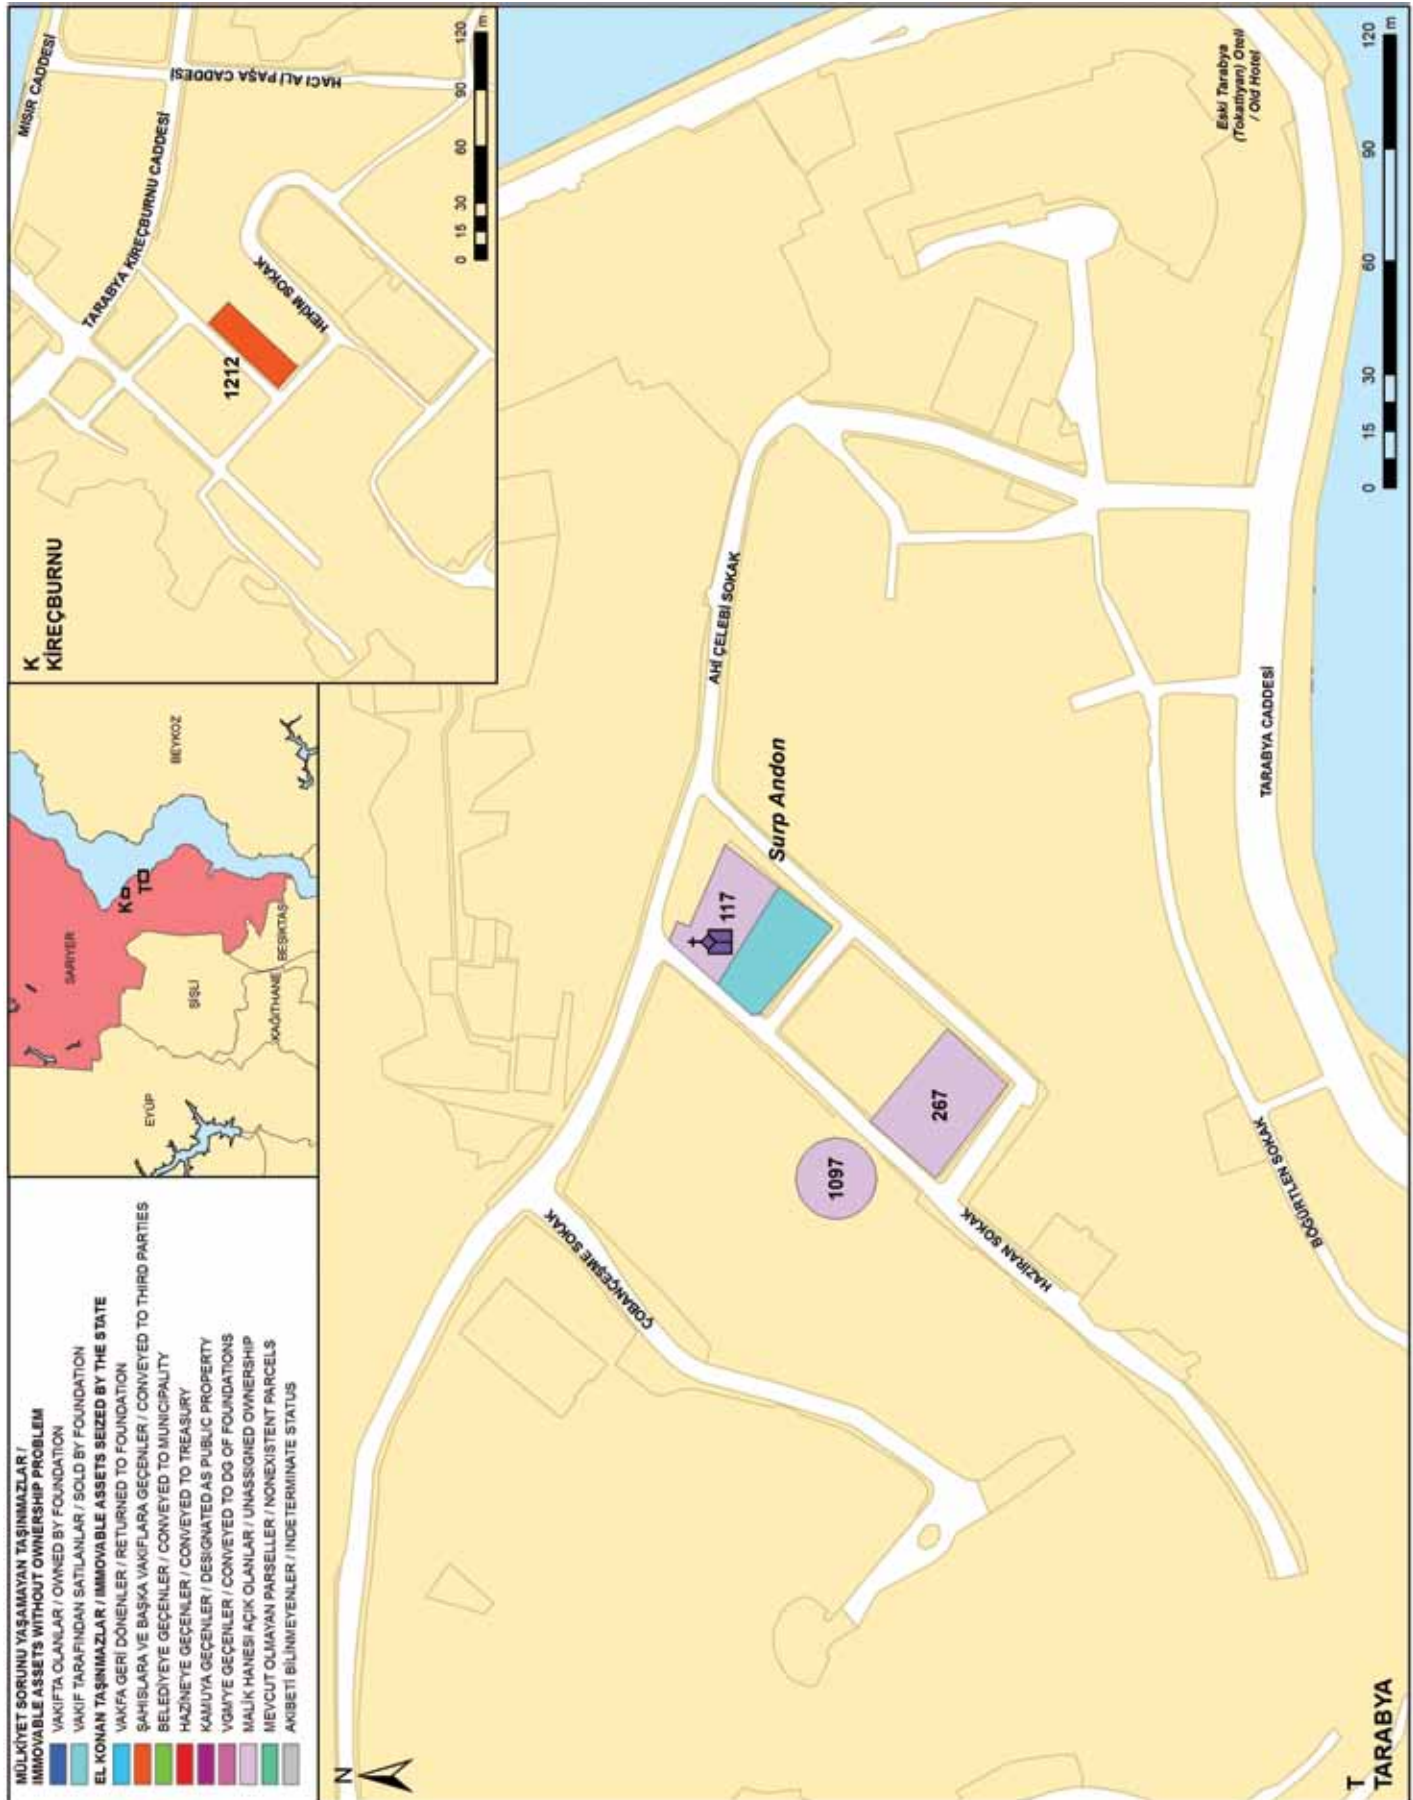 MÜLKİYET SORUNU YAŞAMAYAN TAŞINMAZLAR /
IMMOVABLE ASSETS WITHOUT OWNERSHIP PROBLEM
VAKIFTA OLANLAR / OWNED BY FOUNDATION
VAKIF TARAFINDAN SATILANLAR / SOLD BY FOUNDATION
EL KONAN TAŞINMAZLAR / IMMOVABLE ASSETS SEIZED BY THE STATE
VAKFA GERİ DÖNENLER / RETURNED TO FOUNDATION
ŞAHISLARA VE BAŞKA VAKIFLARA GEÇENLER / CONVEYED TO THIRD PARTIES
BELEDİYEYE GEÇENLER / CONVEYED TO MUNICIPALITY
HAZİNE'YE GEÇENLER / CONVEYED TO TREASURY
KAMUYA GEÇENLER / DESIGNATED AS PUBLIC PROPERTY
VGM'YE GEÇENLER / CONVEYED TO DG OF FOUNDATIONS
MALİK HANESİ AÇIK OLANLAR / UNASSIGNED OWNERSHIP
MEVCUT OLMAYAN PARSELLER / NONEXISTENT PARCELS
AKIBETİ BİLİNMEYENLER / INDETERMINATE STATUS
SARIYER
BEYKOZ
K
T
EYÜP
ŞİŞLİ
KAĞITHANE
BEŞİKTAŞ
K
KİREÇBURNU
MISIR CADDESİ
TARABYA KİREÇBURNU CADDESİ
HACI ALİ PAŞA CADDESİ
HEKİM SOKAK
1212
0 15 30 60 90 120
m
N
AHİ ÇELEBİ SOKAK
ÇOBANÇEŞME SOKAK
Surp Andon
117
267
1097
HAZİRAN SOKAK
BÖĞÜRTLEN SOKAK
TARABYA CADDESİ
Eski Tarabya
(Tokatlıyan) Oteli
/ Old Hotel
T
TARABYA
0 15 30 60 90 120
m